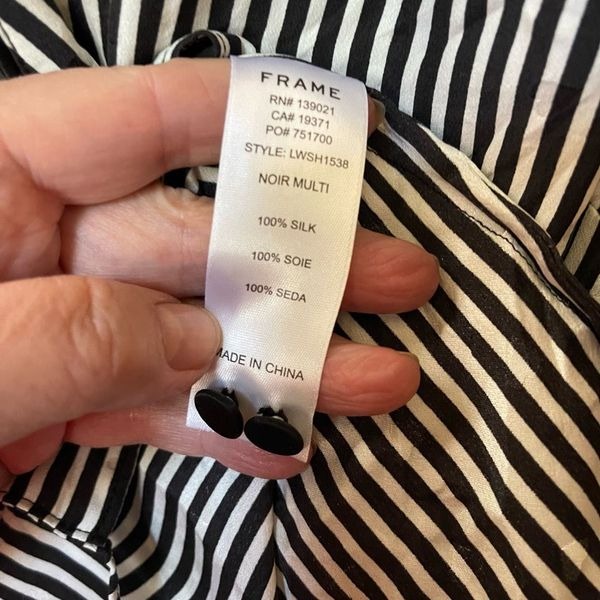 FRAME
RN# 139021
CA# 19371
PO# 751700
STYLE: LWSH1538
NOIR MULTI
100% SILK
100% SOIE
100% SEDA
MADE IN CHINA